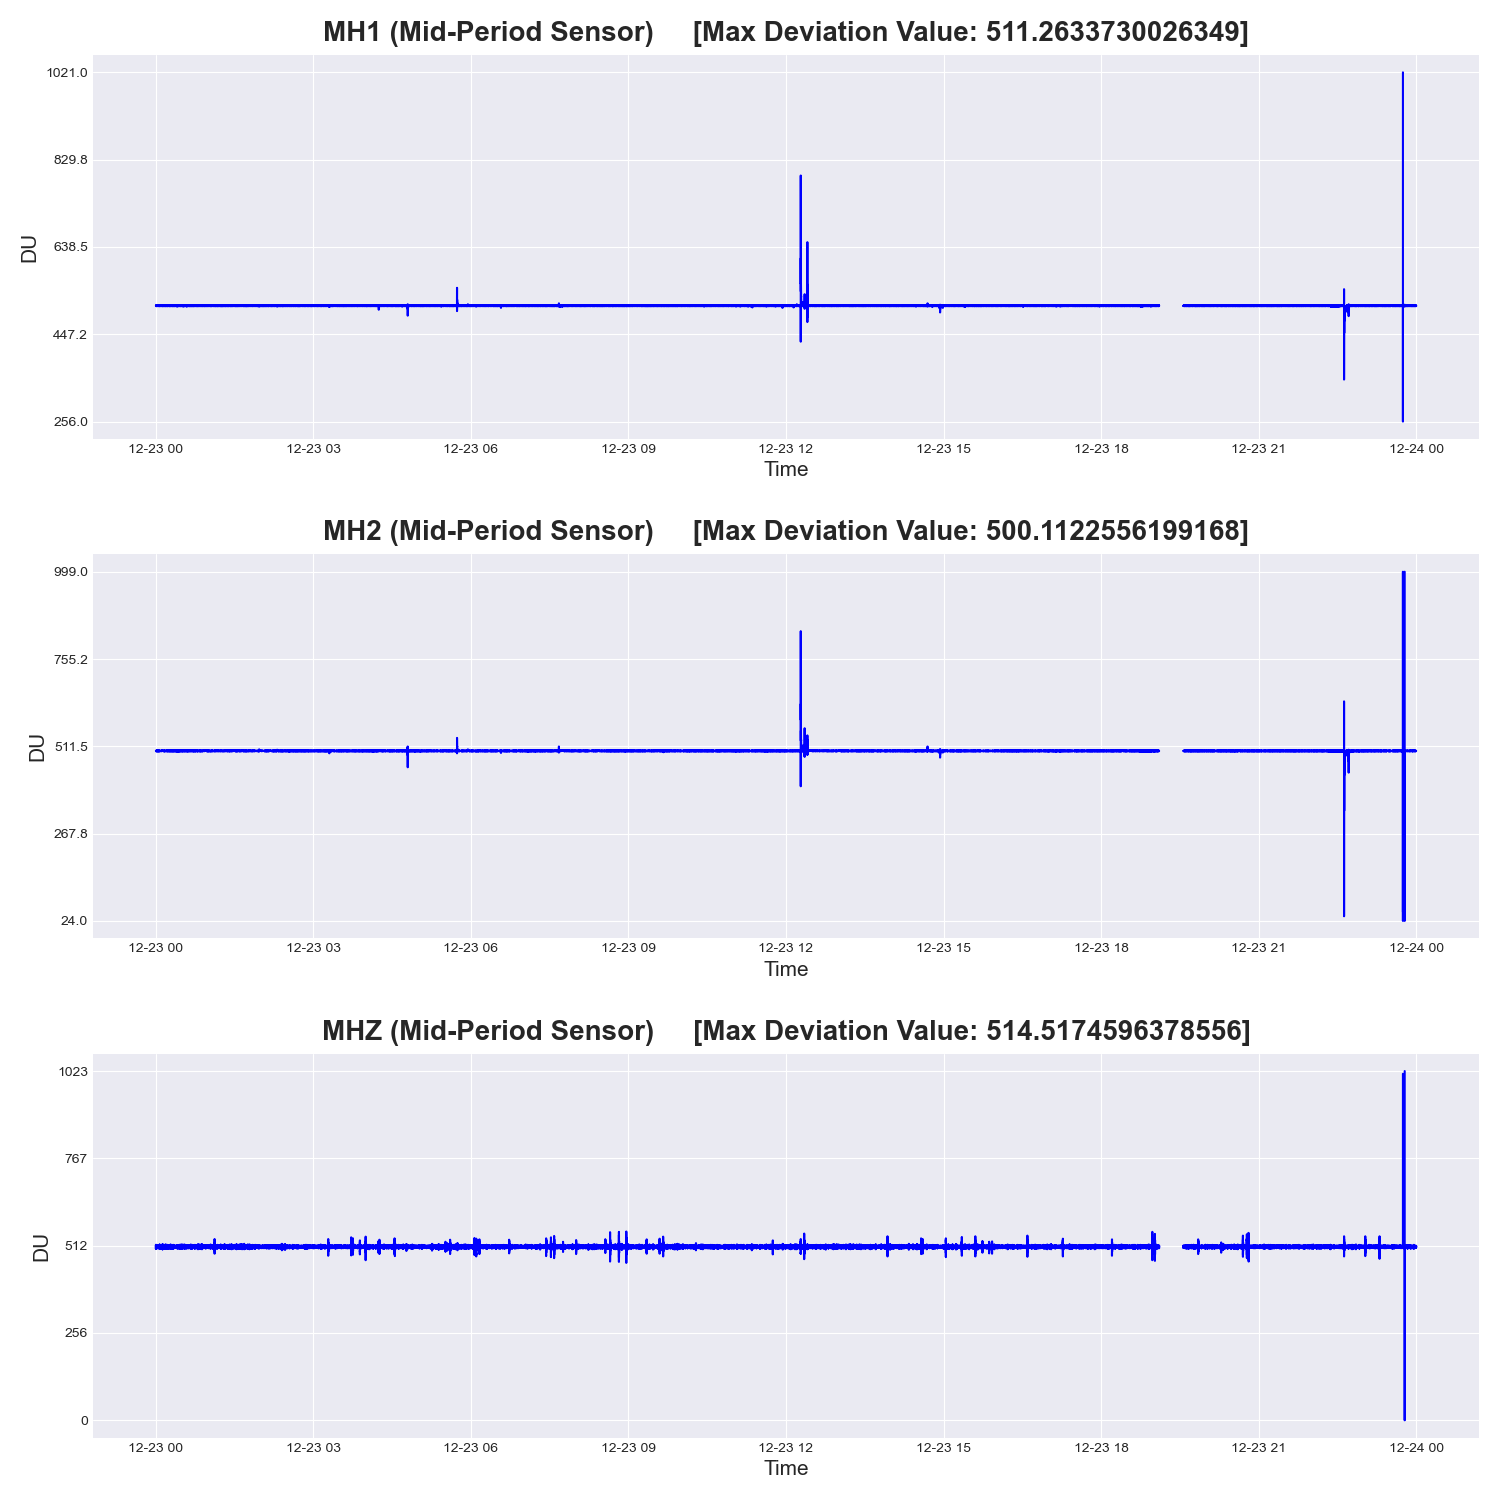 MH1 (Mid-Period Sensor) [Max Deviation Value: 511.2633730026349]
1021.0
829.8
638.5
447.2
256.0
DU
12-23 00 12-23 03 12-23 06 12-23 09 12-23 12 12-23 15 12-23 18 12-23 21 12-24 00
Time
MH2 (Mid-Period Sensor) [Max Deviation Value: 500.1122556199168]
999.0
755.2
511.5
267.8
24.0
DU
12-23 00 12-23 03 12-23 06 12-23 09 12-23 12 12-23 15 12-23 18 12-23 21 12-24 00
Time
MHZ (Mid-Period Sensor) [Max Deviation Value: 514.5174596378556]
1023
767
512
256
0
DU
12-23 00 12-23 03 12-23 06 12-23 09 12-23 12 12-23 15 12-23 18 12-23 21 12-24 00
Time